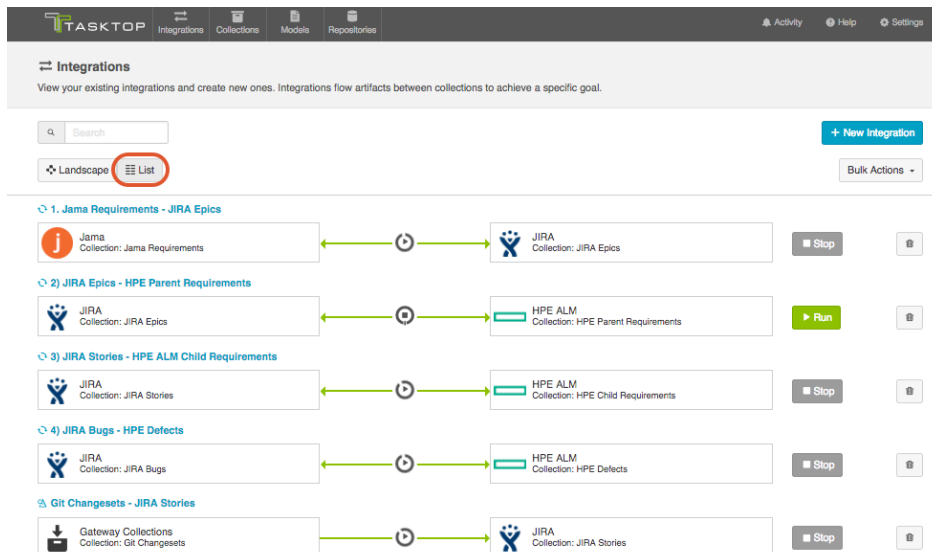 TASKTOP
Integrations
Collections
Models
Repositories
Activity
Help
Settings
Integrations
View your existing integrations and create new ones. Integrations flow artifacts between collections to achieve a specific goal.
Search
+ New Integration
Landscape
List
Bulk Actions
1. Jama Requirements - JIRA Epics
j
Jama
Collection: Jama Requirements
JIRA
Collection: JIRA Epics
Stop
2) JIRA Epics - HPE Parent Requirements
JIRA
Collection: JIRA Epics
HPE ALM
Collection: HPE Parent Requirements
Run
3) JIRA Stories - HPE ALM Child Requirements
JIRA
Collection: JIRA Stories
HPE ALM
Collection: HPE Child Requirements
Stop
4) JIRA Bugs - HPE Defects
JIRA
Collection: JIRA Bugs
HPE ALM
Collection: HPE Defects
Stop
Git Changesets - JIRA Stories
Gateway Collections
Collection: Git Changesets
JIRA
Collection: JIRA Stories
Stop